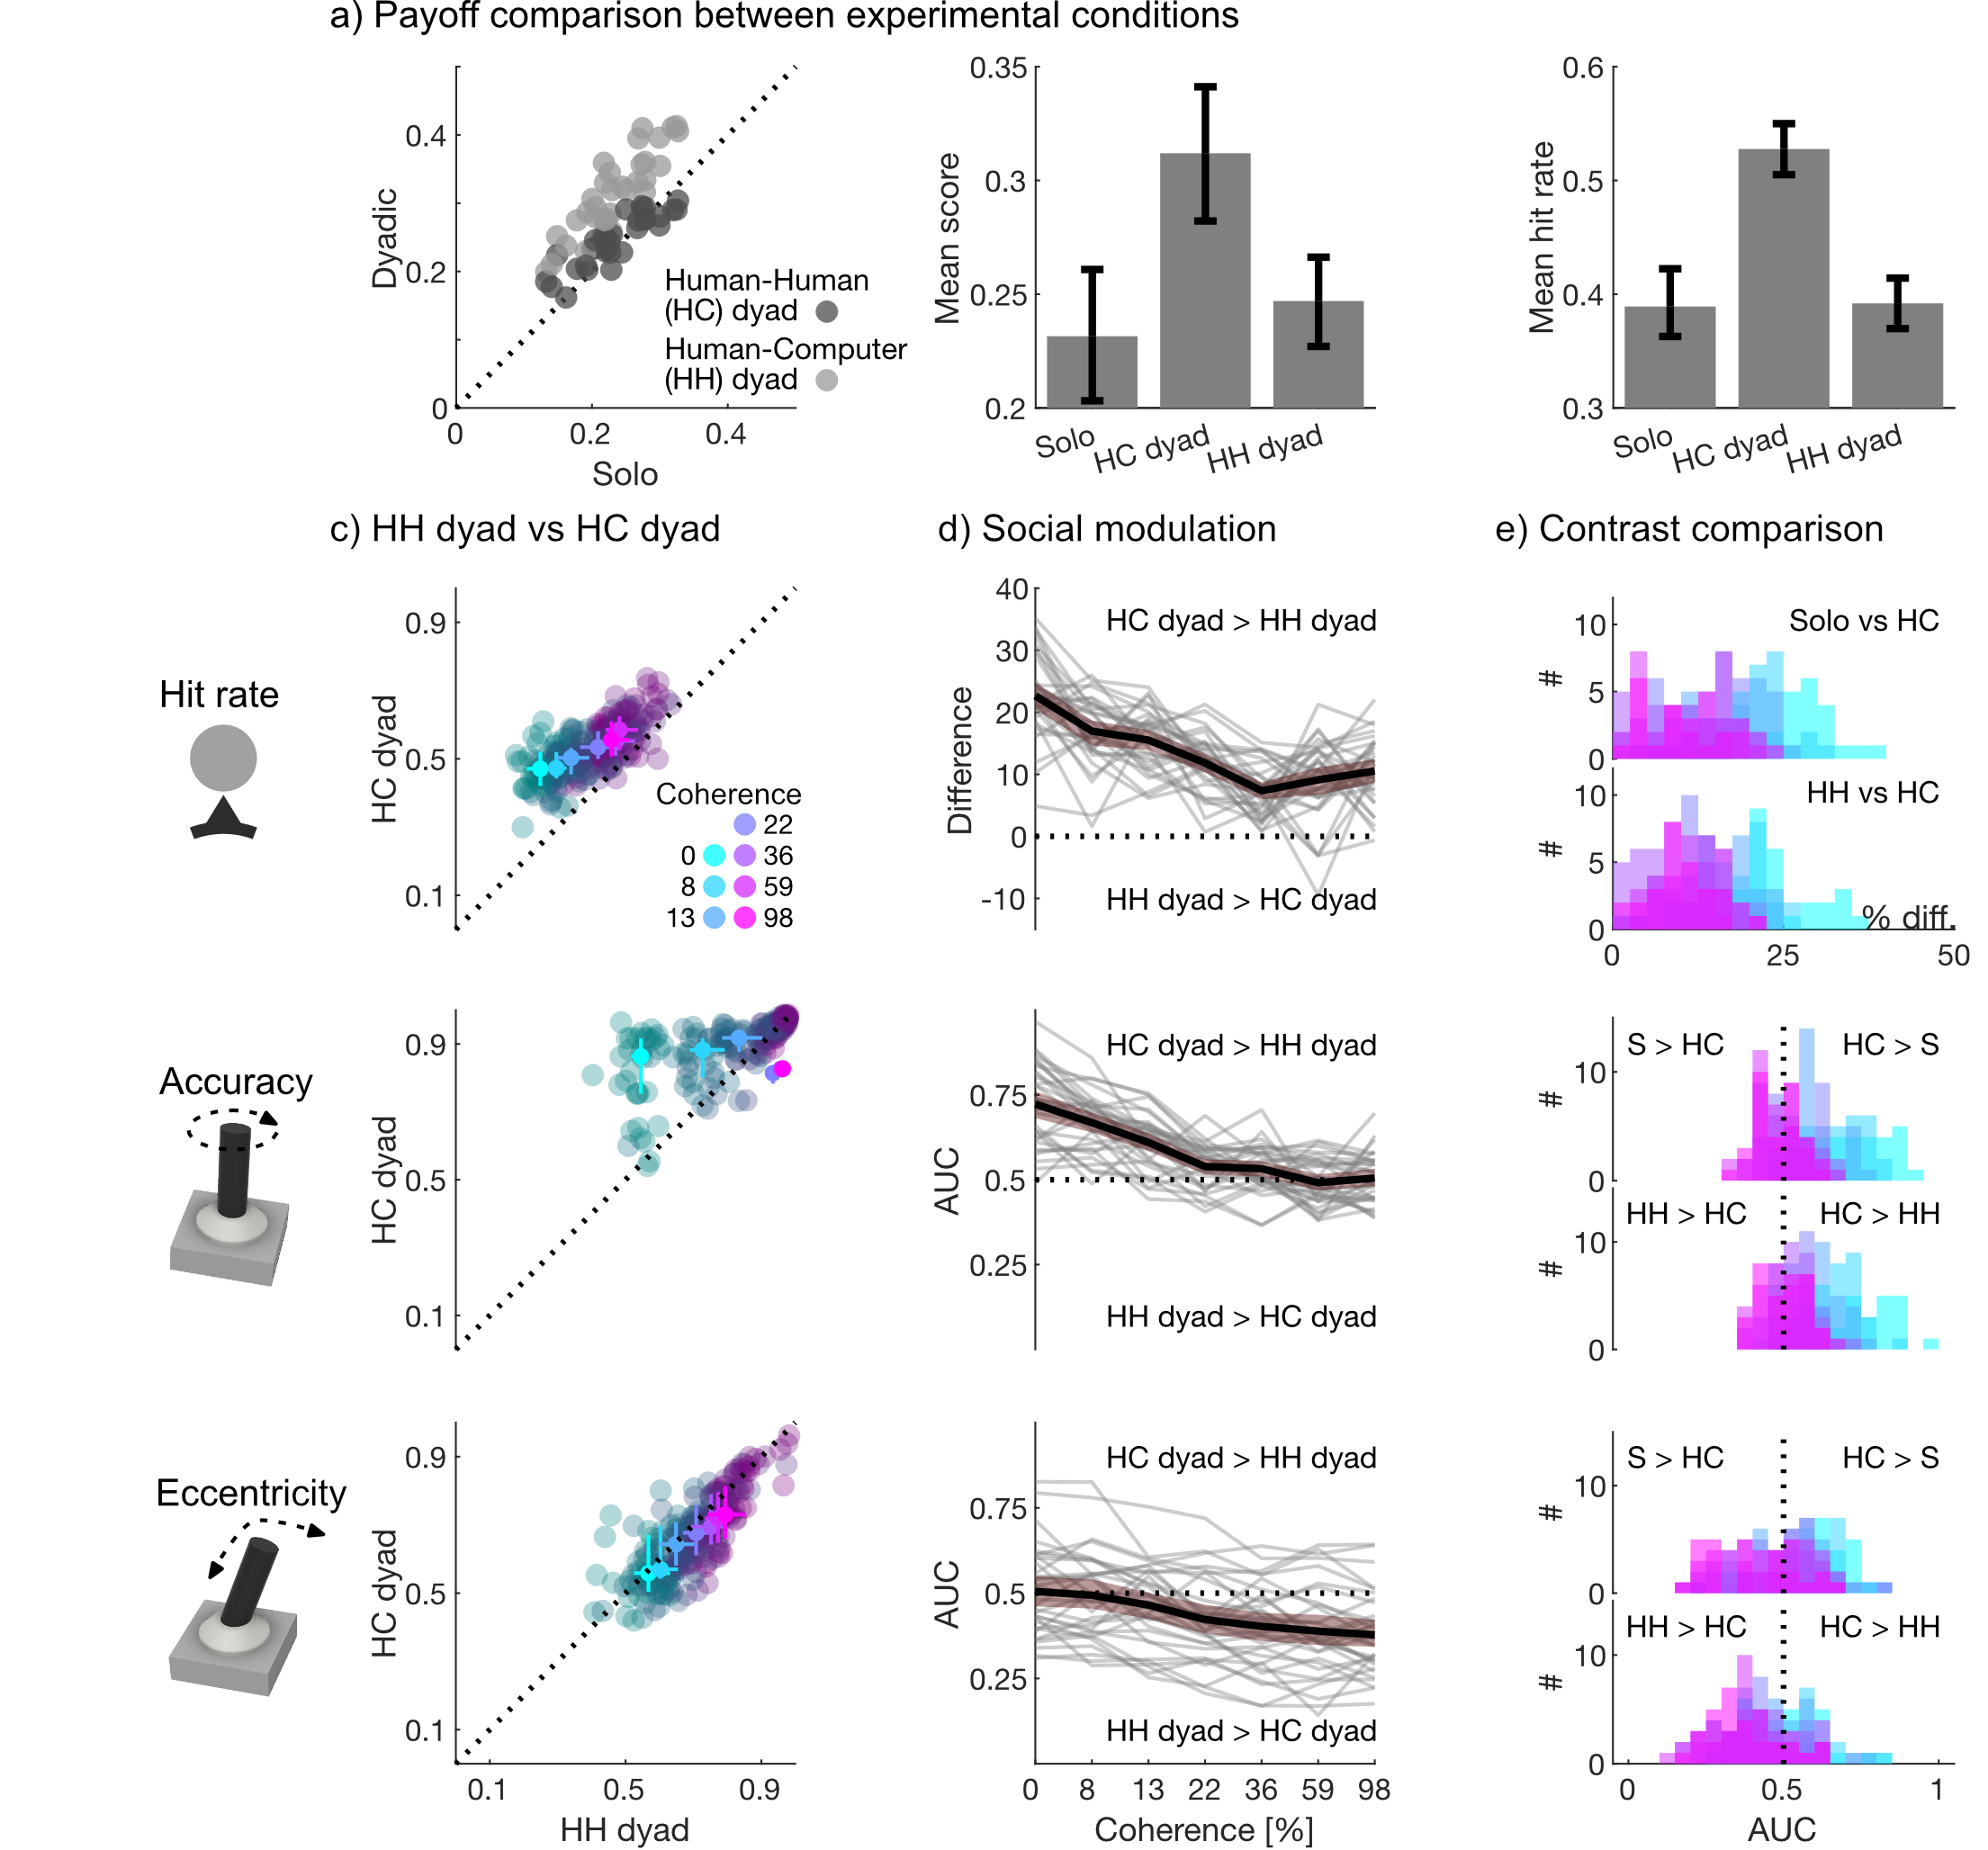 a) Payoff comparison between experimental conditions
0.4
0.2
0
0
0.2
0.4
Dyadic
Solo
Human-Human
(HC) dyad
Human-Computer
(HH) dyad
0.35
0.3
0.25
0.2
Mean score
Solo
HC dyad
HH dyad
0.6
0.5
0.4
0.3
Mean hit rate
Solo
HC dyad
HH dyad
c) HH dyad vs HC dyad
d) Social modulation
e) Contrast comparison
Hit rate
0.9
0.5
0.1
HC dyad
Coherence
22
0 36
8 59
13 98
40
30
20
10
0
-10
Difference
HC dyad > HH dyad
HH dyad > HC dyad
10
5
0
#
Solo vs HC
10
5
0
#
HH vs HC
% diff.
0
25
50
Accuracy
0.9
0.5
0.1
HC dyad
0.75
0.5
0.25
AUC
HC dyad > HH dyad
HH dyad > HC dyad
10
0
#
S > HC
HC > S
10
0
#
HH > HC
HC > HH
Eccentricity
0.9
0.5
0.1
HC dyad
0.1
0.5
0.9
HH dyad
0.75
0.5
0.25
AUC
HC dyad > HH dyad
HH dyad > HC dyad
0
8
13
22
36
59
98
Coherence [%]
10
0
#
S > HC
HC > S
10
0
#
HH > HC
HC > HH
0
0.5
1
AUC